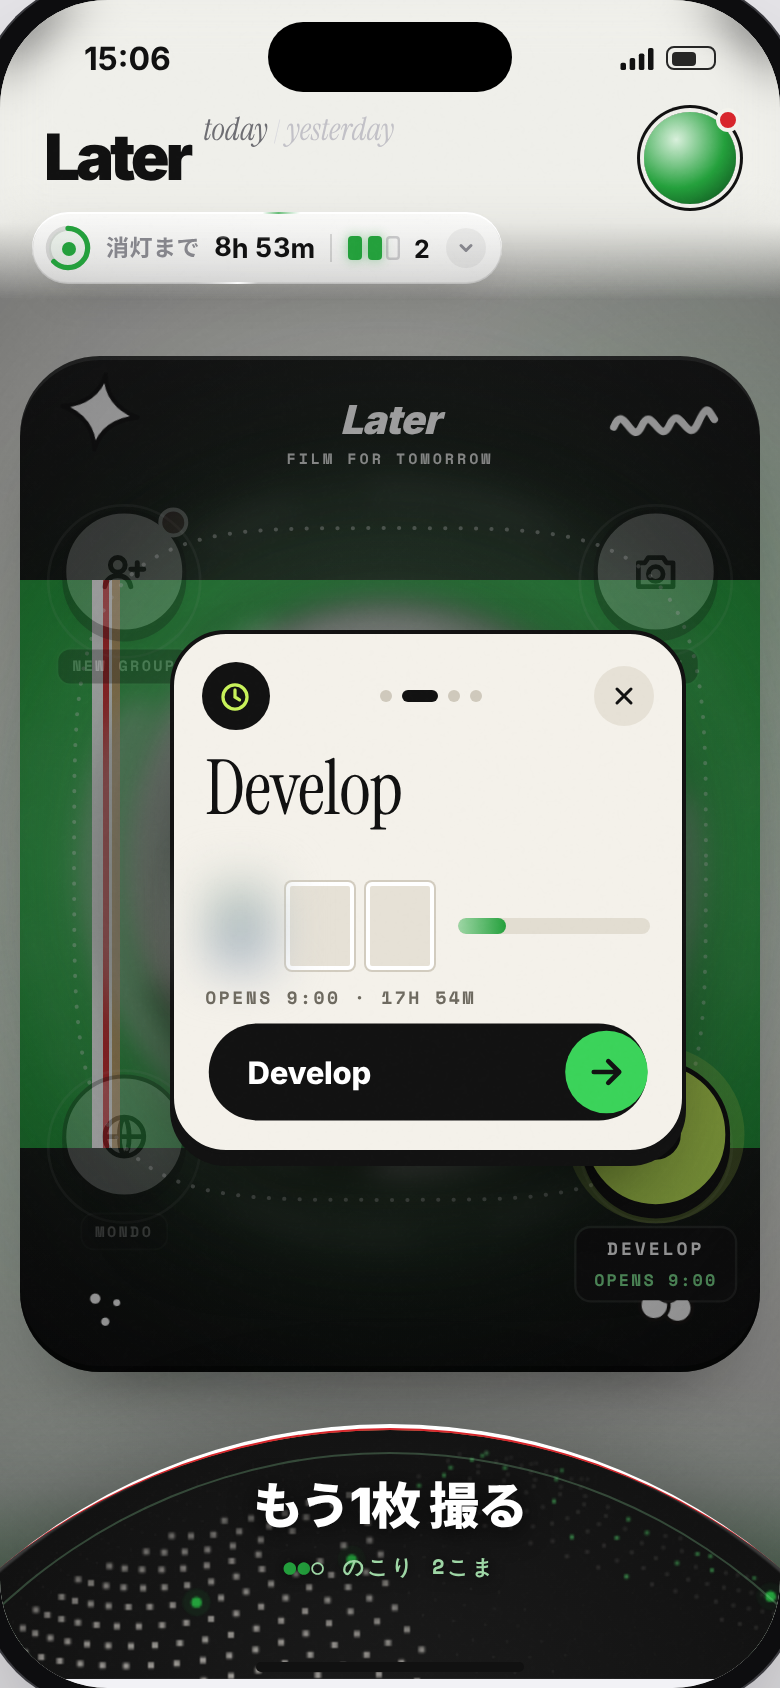 15:06
Later today / yesterday
消灯まで 8h 53m 2
Later
FILM FOR TOMORROW
NEW GROUP
Develop
OPENS 9:00 · 17H 54M
Develop
MONDO
DEVELOP
OPENS 9:00
もう1枚 撮る
のこり 2こま